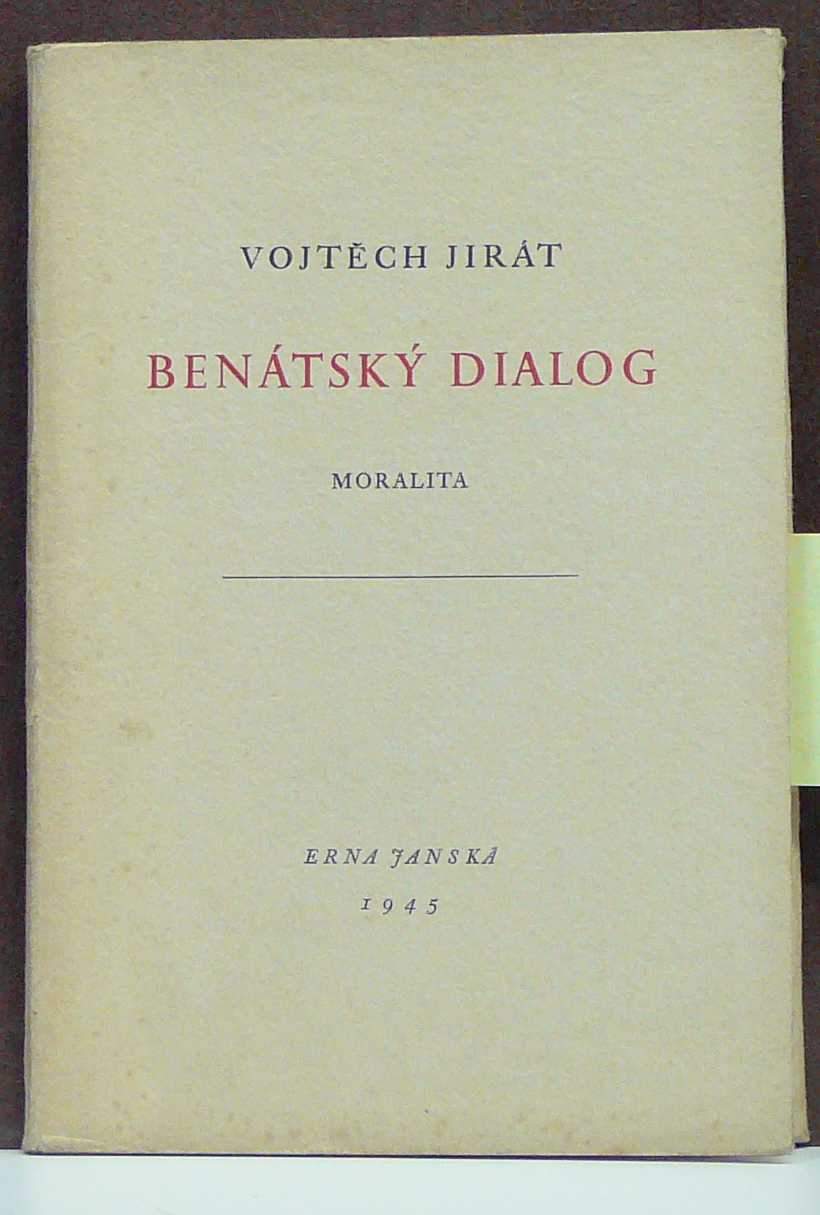 VOJTĚCH JIRÁT
BENÁTSKÝ DIALOG
MORALITA
ERNA JANSKÁ
1945